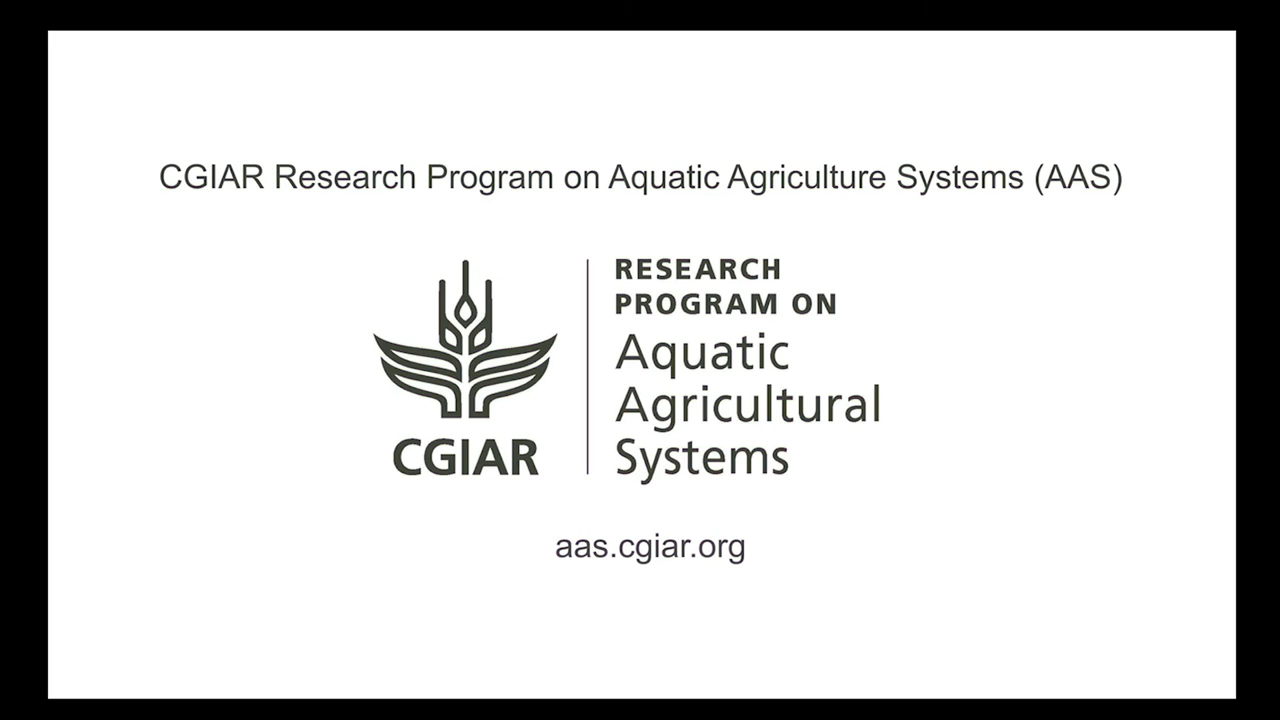 CGIAR Research Program on Aquatic Agriculture Systems (AAS)
RESEARCH
PROGRAM ON
Aquatic
Agricultural
Systems
CGIAR
aas.cgiar.org